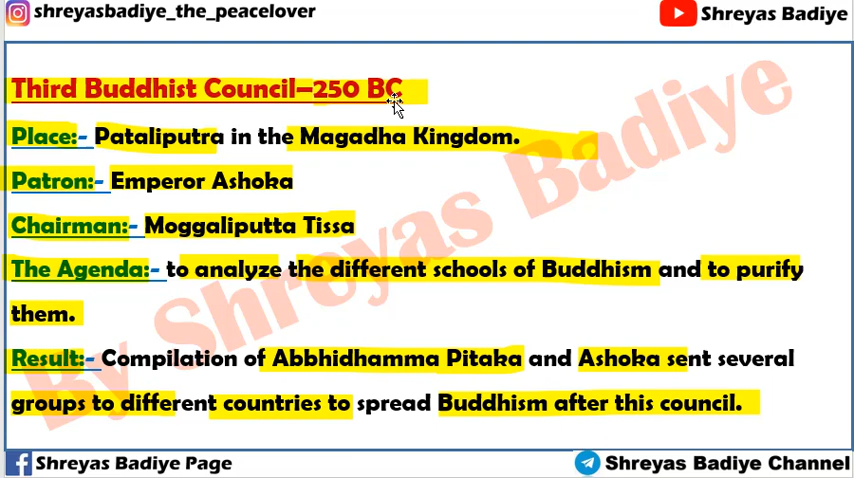 shreyasbadiye_the_peacelover
Shreyas Badiye
Third Buddhist Council–250 BC
Place:- Pataliputra in the Magadha Kingdom.
Patron:- Emperor Ashoka
Chairman:- Moggaliputta Tissa
The Agenda:- to analyze the different schools of Buddhism and to purify
them.
Result:- Compilation of Abbhidhamma Pitaka and Ashoka sent several
groups to different countries to spread Buddhism after this council.
By Shreyas Badiye
Shreyas Badiye Page
Shreyas Badiye Channel